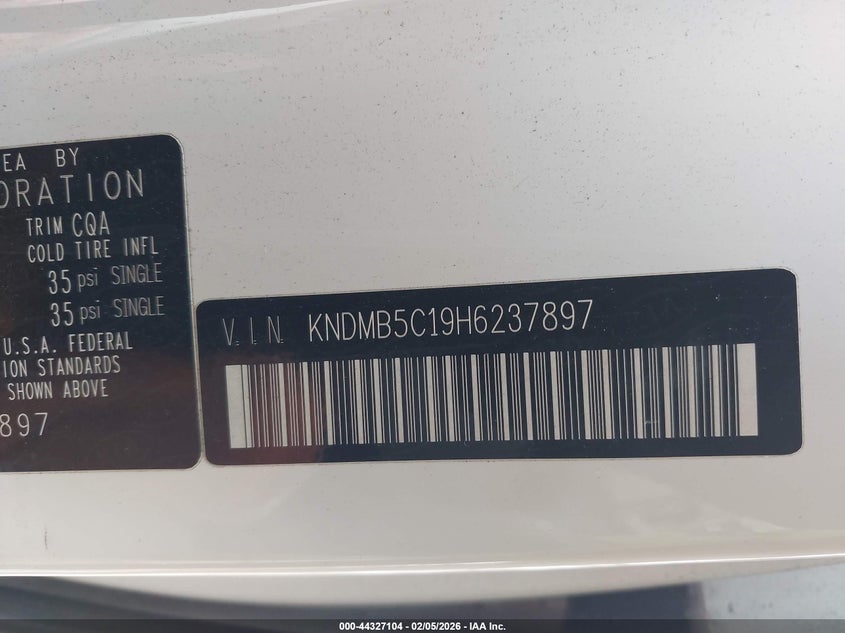 EA BY
ORATION
TRIM CQA
COLD TIRE INFL
35 psi SINGLE
35 psi SINGLE
U.S.A. FEDERAL
ION STANDARDS
SHOWN ABOVE
897
V.I.N. KNDMB5C19H6237897
000-44327104 - 02/05/2026 - IAA Inc.